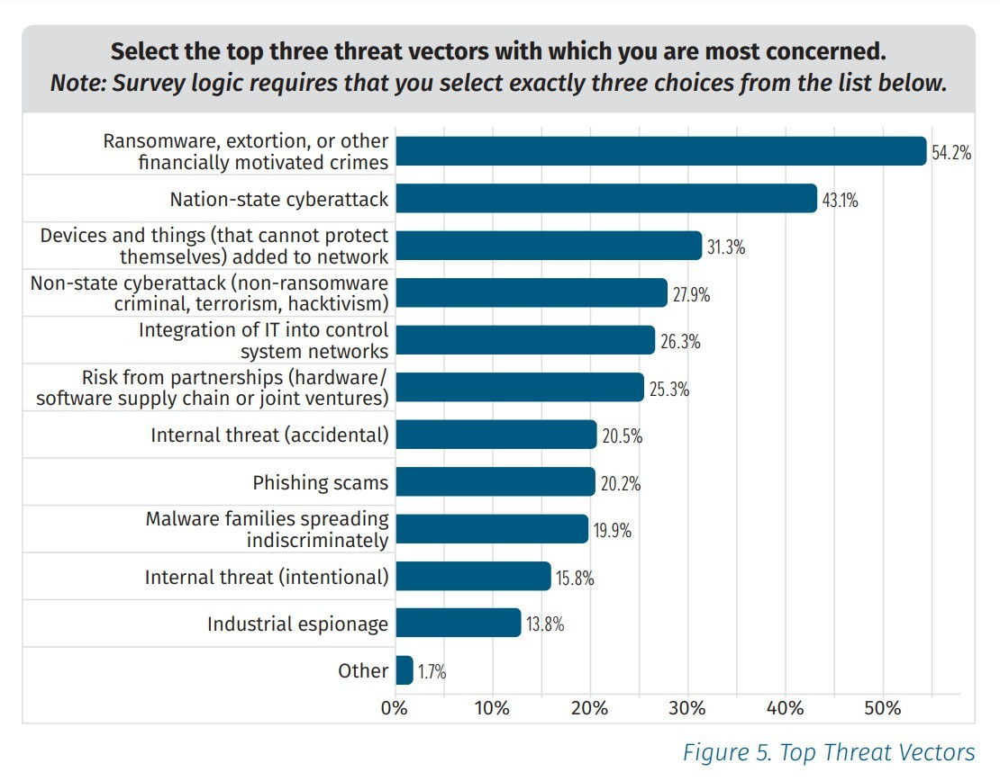 Select the top three threat vectors with which you are most concerned.
Note: Survey logic requires that you select exactly three choices from the list below.
Ransomware, extortion, or other
financially motivated crimes
54.2%
Nation-state cyberattack
43.1%
Devices and things (that cannot protect
themselves) added to network
31.3%
Non-state cyberattack (non-ransomware
criminal, terrorism, hacktivism)
27.9%
Integration of IT into control
system networks
26.3%
Risk from partnerships (hardware/
software supply chain or joint ventures)
25.3%
Internal threat (accidental)
20.5%
Phishing scams
20.2%
Malware families spreading
indiscriminately
19.9%
Internal threat (intentional)
15.8%
Industrial espionage
13.8%
Other
1.7%
0% 10% 20% 30% 40% 50%
Figure 5. Top Threat Vectors